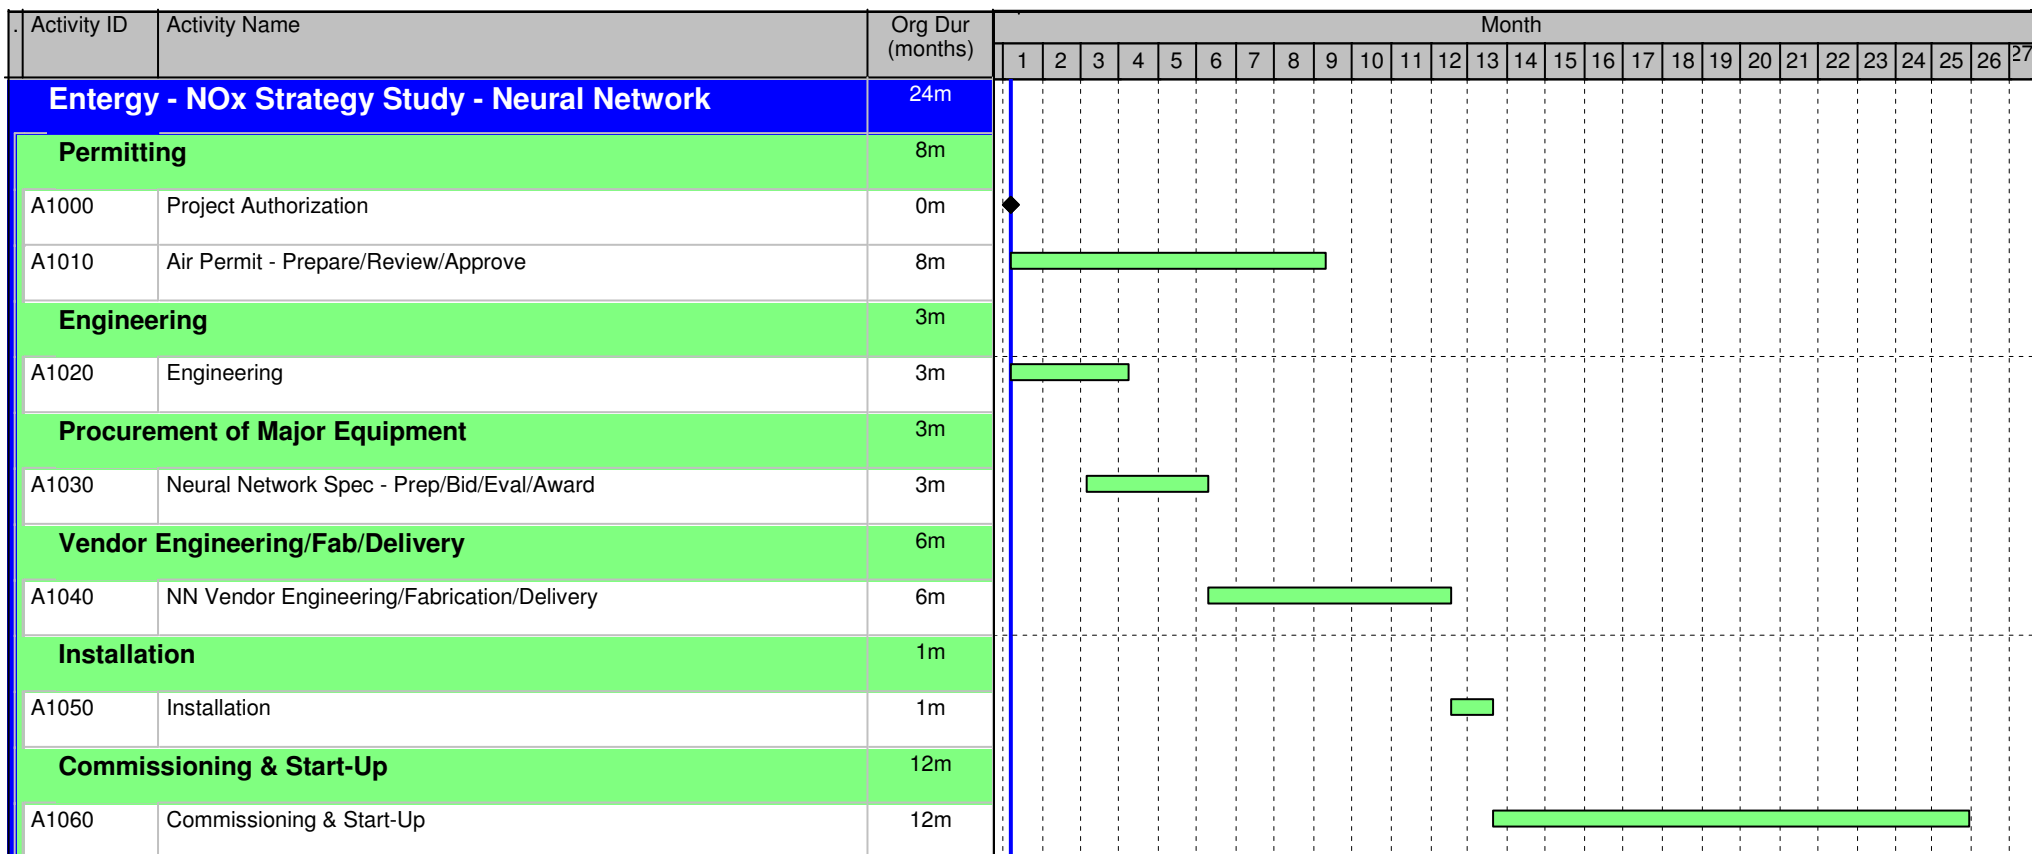 . Activity ID Activity Name Org Dur Month
(months) 1 2 3 4 5 6 7 8 9 10 11 12 13 14 15 16 17 18 19 20 21 22 23 24 25 26 27
Entergy - NOx Strategy Study - Neural Network 24m
Permitting 8m
A1000 Project Authorization 0m
A1010 Air Permit - Prepare/Review/Approve 8m
Engineering 3m
A1020 Engineering 3m
Procurement of Major Equipment 3m
A1030 Neural Network Spec - Prep/Bid/Eval/Award 3m
Vendor Engineering/Fab/Delivery 6m
A1040 NN Vendor Engineering/Fabrication/Delivery 6m
Installation 1m
A1050 Installation 1m
Commissioning & Start-Up 12m
A1060 Commissioning & Start-Up 12m